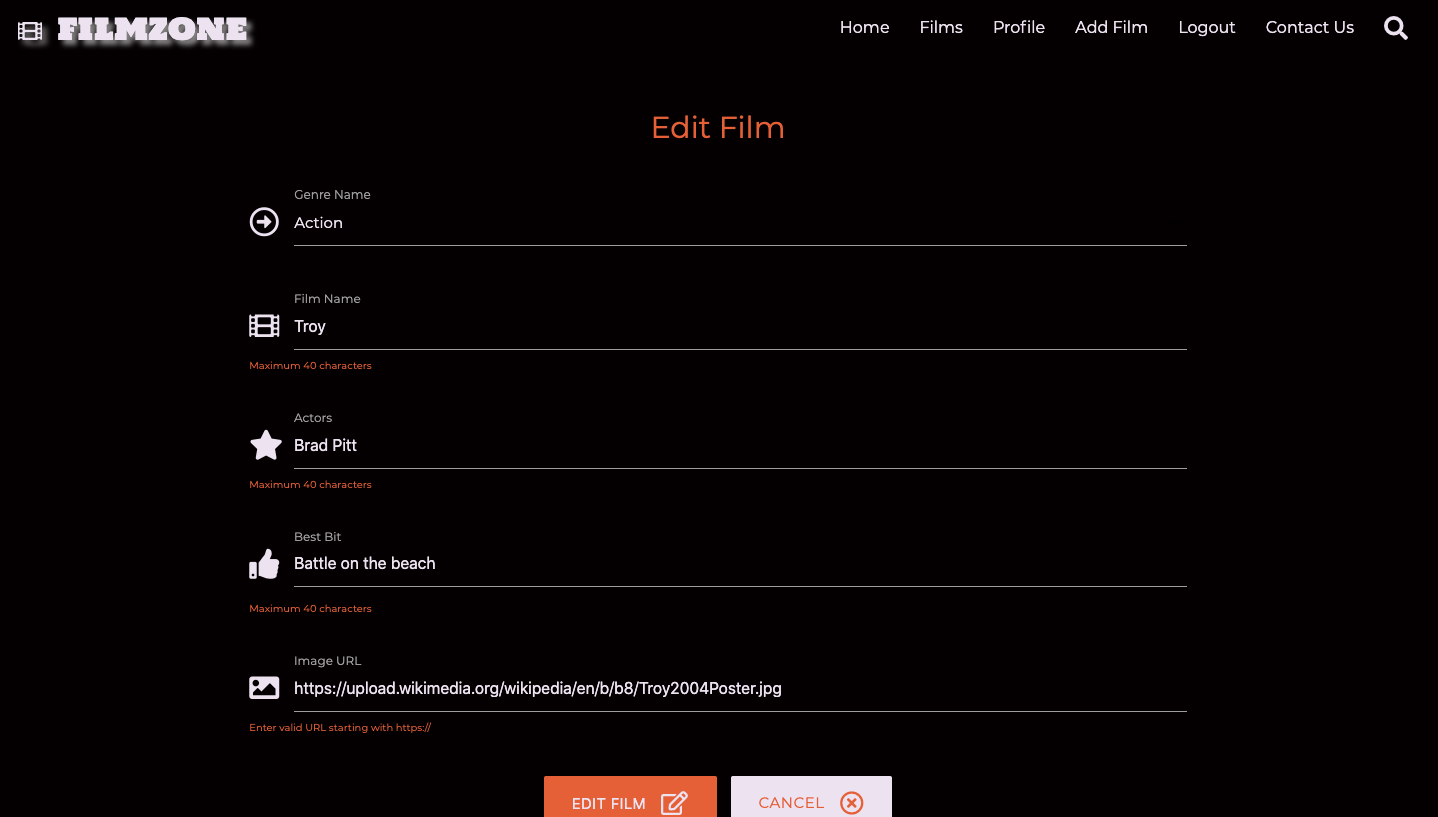 FILMZONE
Home Films Profile Add Film Logout Contact Us
Edit Film
Genre Name
Action
Film Name
Troy
Maximum 40 characters
Actors
Brad Pitt
Maximum 40 characters
Best Bit
Battle on the beach
Maximum 40 characters
Image URL
https://upload.wikimedia.org/wikipedia/en/b/b8/Troy2004Poster.jpg
Enter valid URL starting with https://
EDIT FILM CANCEL